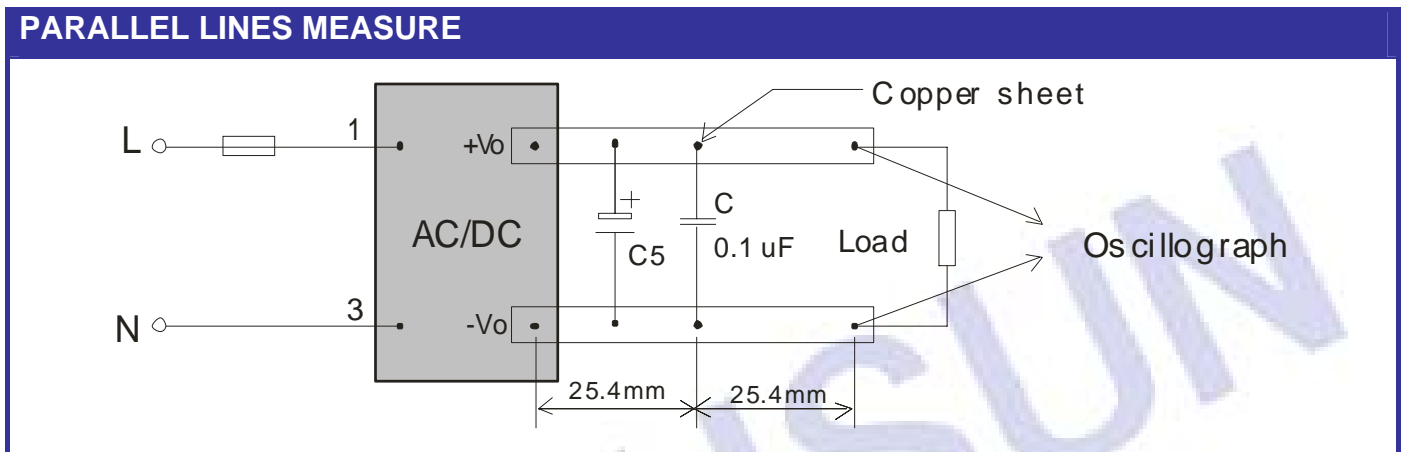 PARALLEL LINES MEASURE
Copper sheet
L
1
+Vo
+
C
AC/DC
C5
0.1 uF
Load
Oscillograph
N
3
-Vo
25.4mm
25.4mm